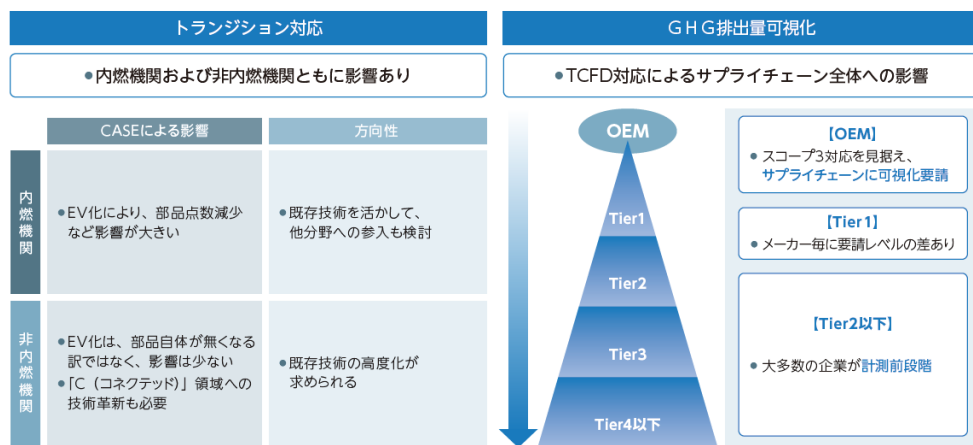 トランジション対応
●内燃機関および非内燃機関ともに影響あり
CASEによる影響
方向性
内燃機関
●EV化により、部品点数減少
など影響が大きい
●既存技術を活かして、
他分野への参入も検討
非内燃機関
●EV化は、部品自体が無くなる
訳ではなく、影響は少ない
●「C（コネクテッド）」領域への
技術革新も必要
●既存技術の高度化が
求められる
GHG排出量可視化
●TCFD対応によるサプライチェーン全体への影響
OEM
Tier1
Tier2
Tier3
Tier4以下
【OEM】
●スコープ3対応を見据え、
サプライチェーンに可視化要請
【Tier1】
●メーカー毎に要請レベルの差あり
【Tier2以下】
●大多数の企業が計測前段階